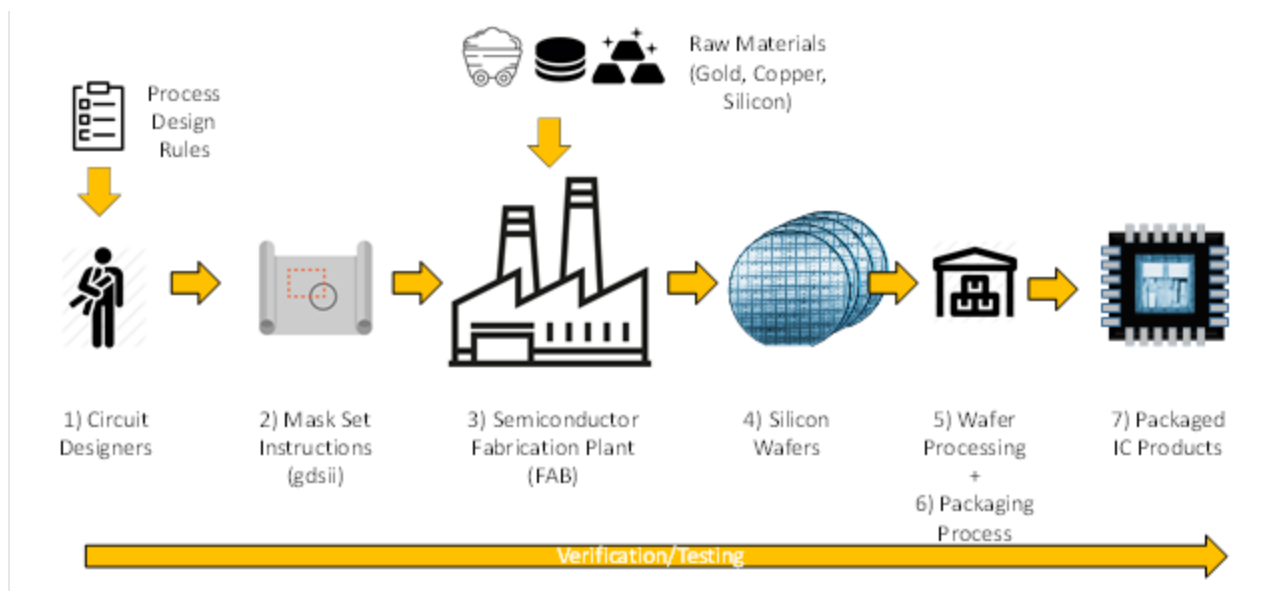 Raw Materials
(Gold, Copper,
Silicon)
Process
Design
Rules
1) Circuit
Designers
2) Mask Set
Instructions
(gdsii)
3) Semiconductor
Fabrication Plant
(FAB)
4) Silicon
Wafers
5) Wafer
Processing
+
6) Packaging
Process
7) Packaged
IC Products
Verification/Testing